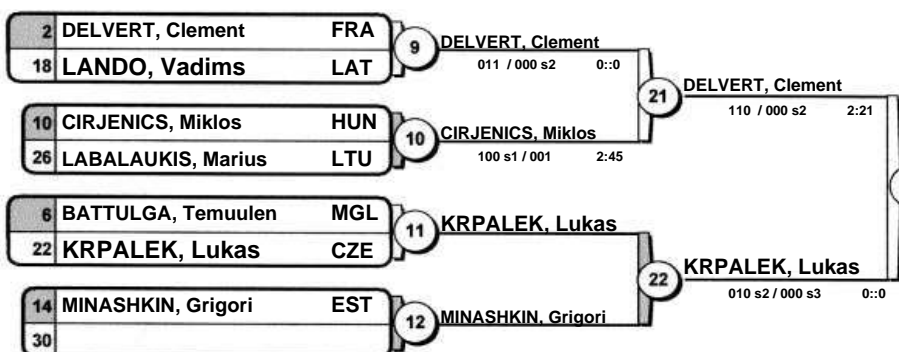 2 DELVERT, Clement FRA
18 LANDO, Vadims LAT
9
DELVERT, Clement
011 / 000 s2 0::0
10 CIRJENICS, Miklos HUN
26 LABALAUKIS, Marius LTU
10
CIRJENICS, Miklos
100 s1 / 001 2:45
21
DELVERT, Clement
110 / 000 s2 2:21
6 BATTULGA, Temuulen MGL
22 KRPALEK, Lukas CZE
11
KRPALEK, Lukas
14 MINASHKIN, Grigori EST
30
12
MINASHKIN, Grigori
22
KRPALEK, Lukas
010 s2 / 000 s3 0::0